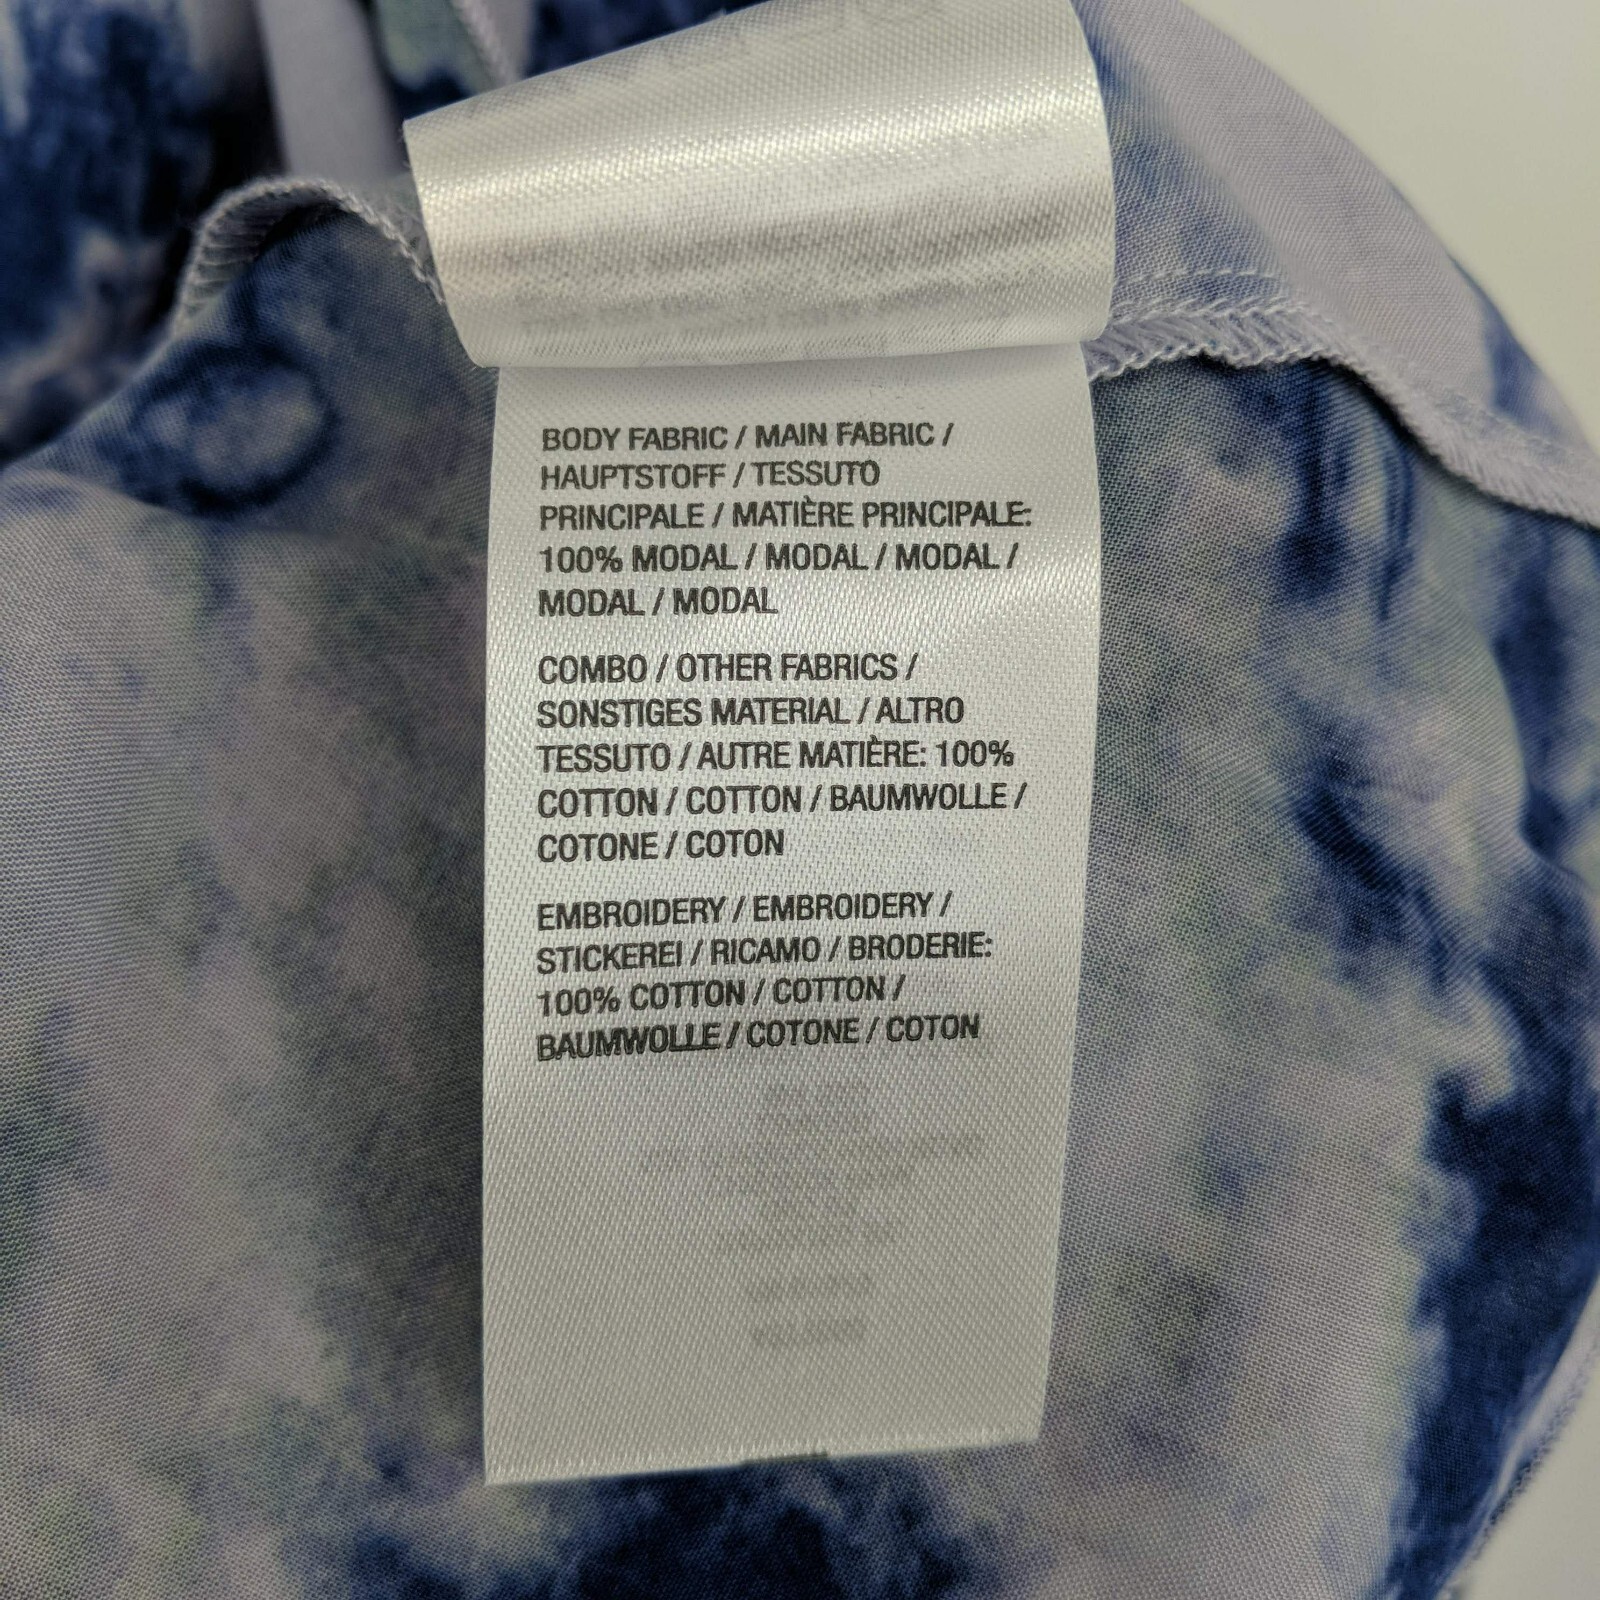 BODY FABRIC / MAIN FABRIC /
HAUPTSTOFF / TESSUTO
PRINCIPALE / MATIÈRE PRINCIPALE:
100% MODAL / MODAL / MODAL /
MODAL / MODAL
COMBO / OTHER FABRICS /
SONSTIGES MATERIAL / ALTRO
TESSUTO / AUTRE MATIÈRE: 100%
COTTON / COTTON / BAUMWOLLE /
COTONE / COTON
EMBROIDERY / EMBROIDERY /
STICKEREI / RICAMO / BRODERIE:
100% COTTON / COTTON /
BAUMWOLLE / COTONE / COTON